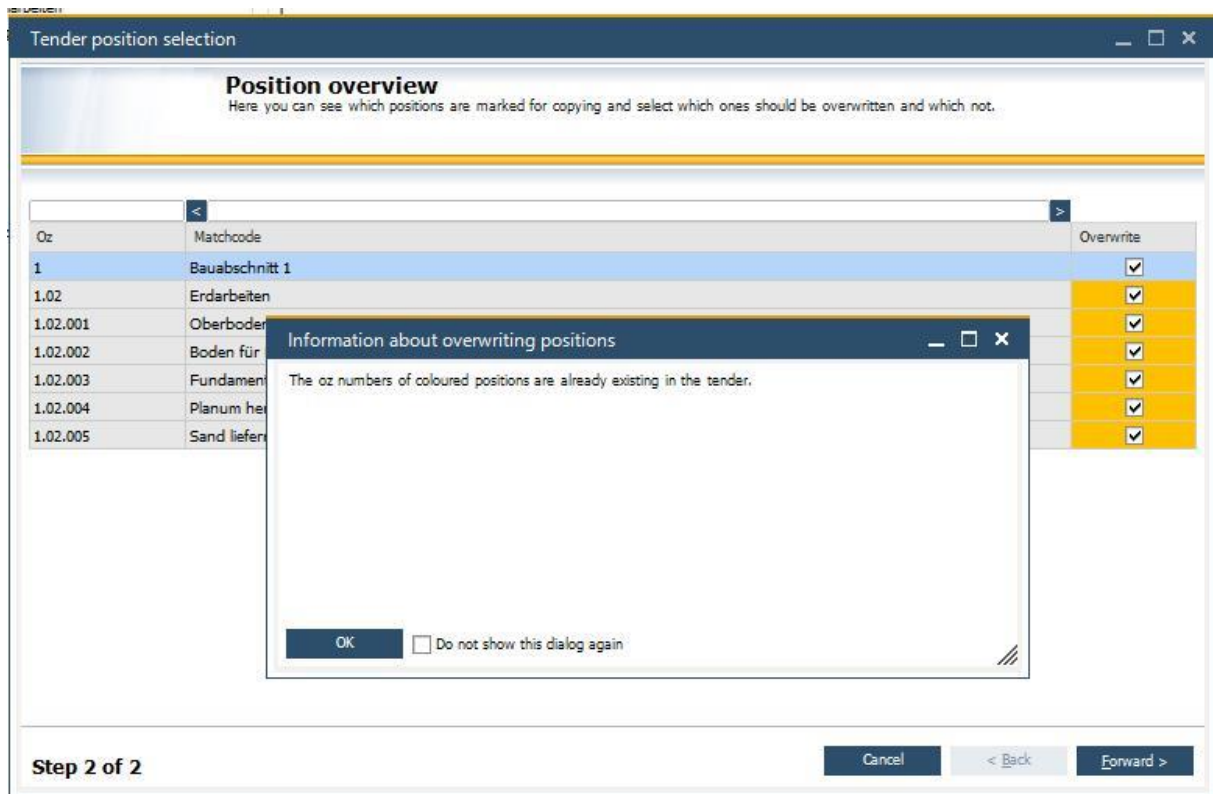 Tender position selection
Position overview
Here you can see which positions are marked for copying and select which ones should be overwritten and which not.
< >
Oz Matchcode Overwrite
1 Bauabschnitt 1
1.02 Erdarbeiten
1.02.001
1.02.002 Boden für
1.02.003
1.02.004 Planum
1.02.005 Sand
Information about overwriting positions
The oz numbers of coloured positions are already existing in the tender.
OK Do not show this dialog again
Step 2 of 2
Cancel < Back Forward >